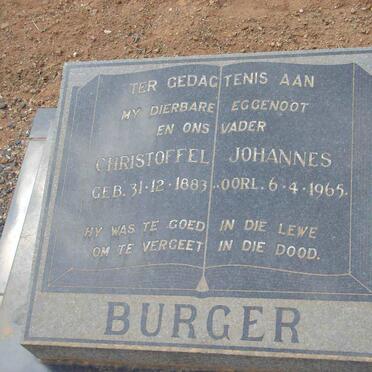 TER GEDAGTENIS AAN
MY DIERBARE EGGENOOT
EN ONS VADER
CHRISTOFFEL JOHANNES
GEB. 31·12·1883 · OORL. 6·4·1965.
HY WAS TE GOED IN DIE LEWE
OM TE VERGEET IN DIE DOOD.
BURGER